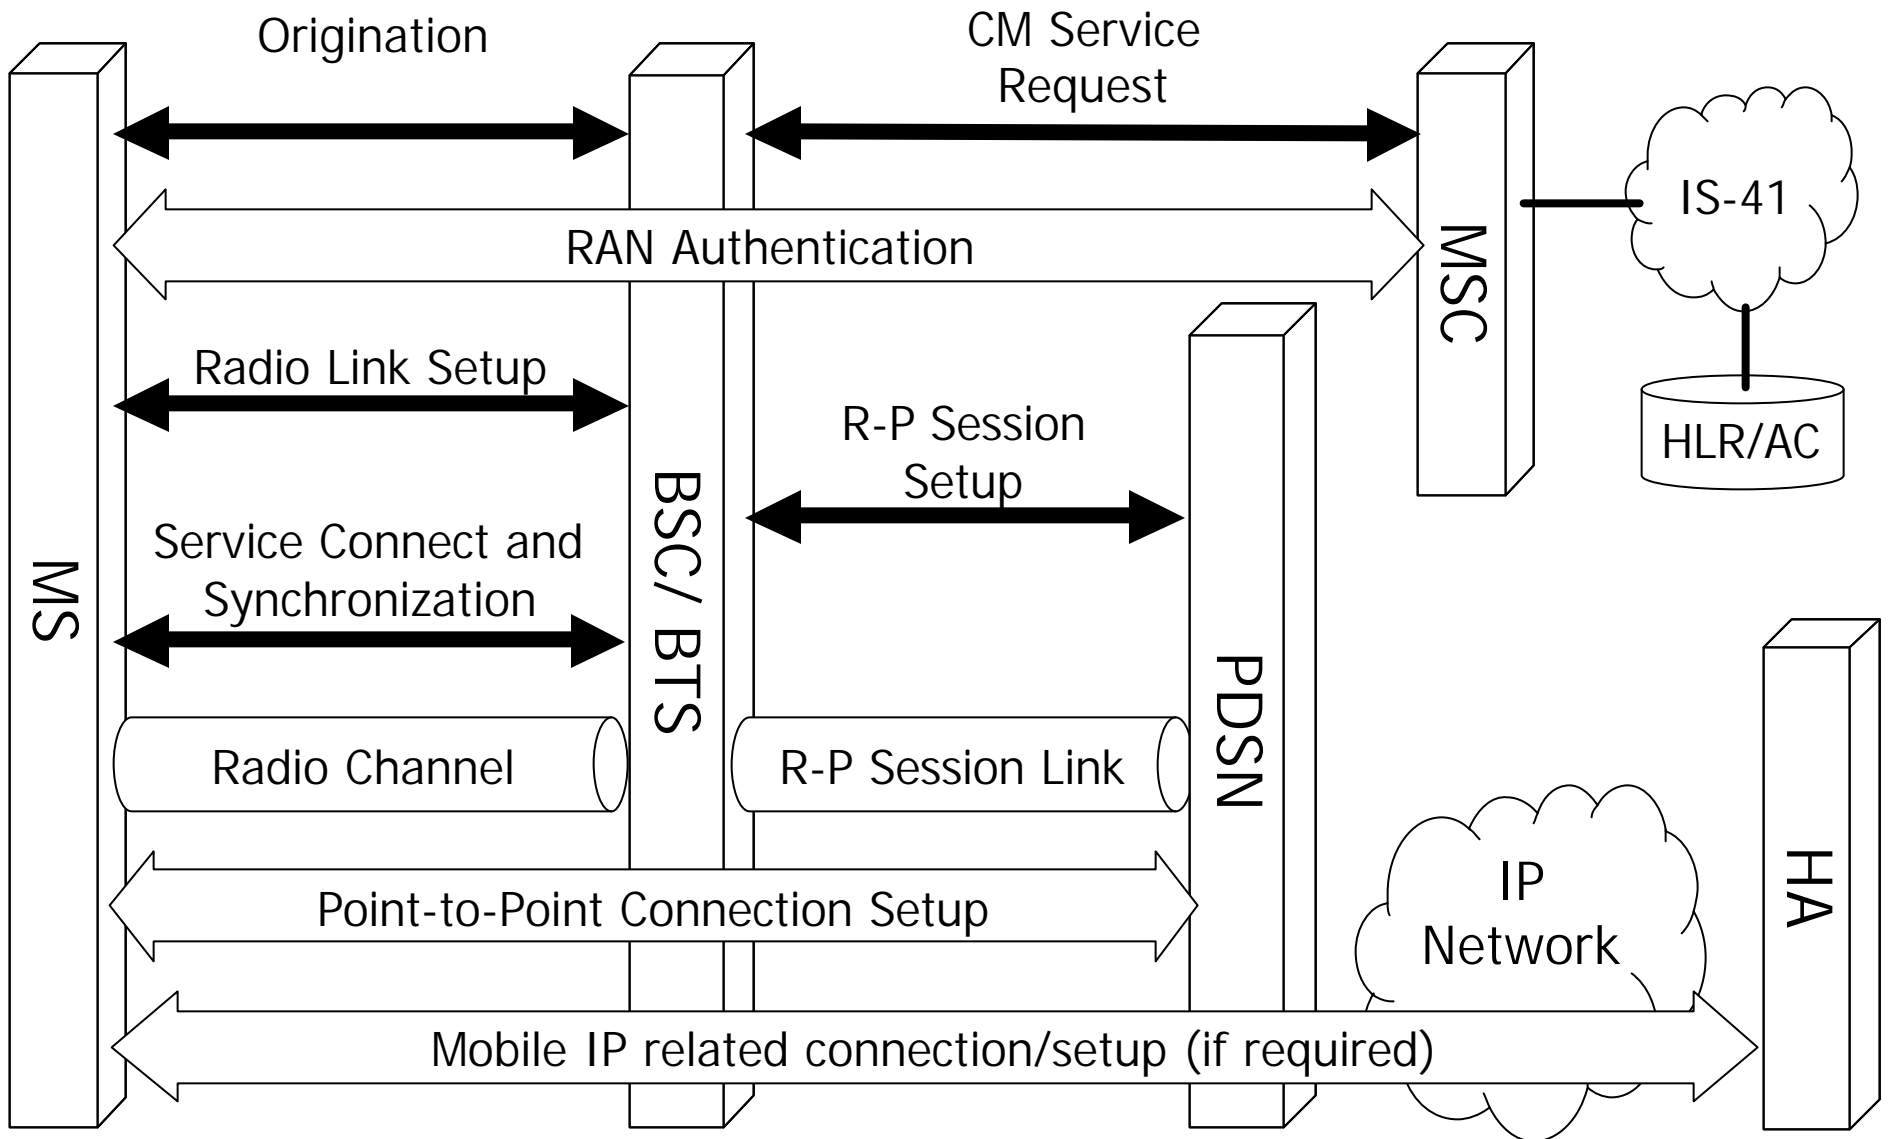 Origination
CM Service
Request
IS-41
RAN Authentication
MSC
Radio Link Setup
R-P Session
Setup
HLR/AC
Service Connect and
Synchronization
MS
BSC/ BTS
PDSN
Radio Channel
R-P Session Link
HA
IP
Network
Point-to-Point Connection Setup
Mobile IP related connection/setup (if required)